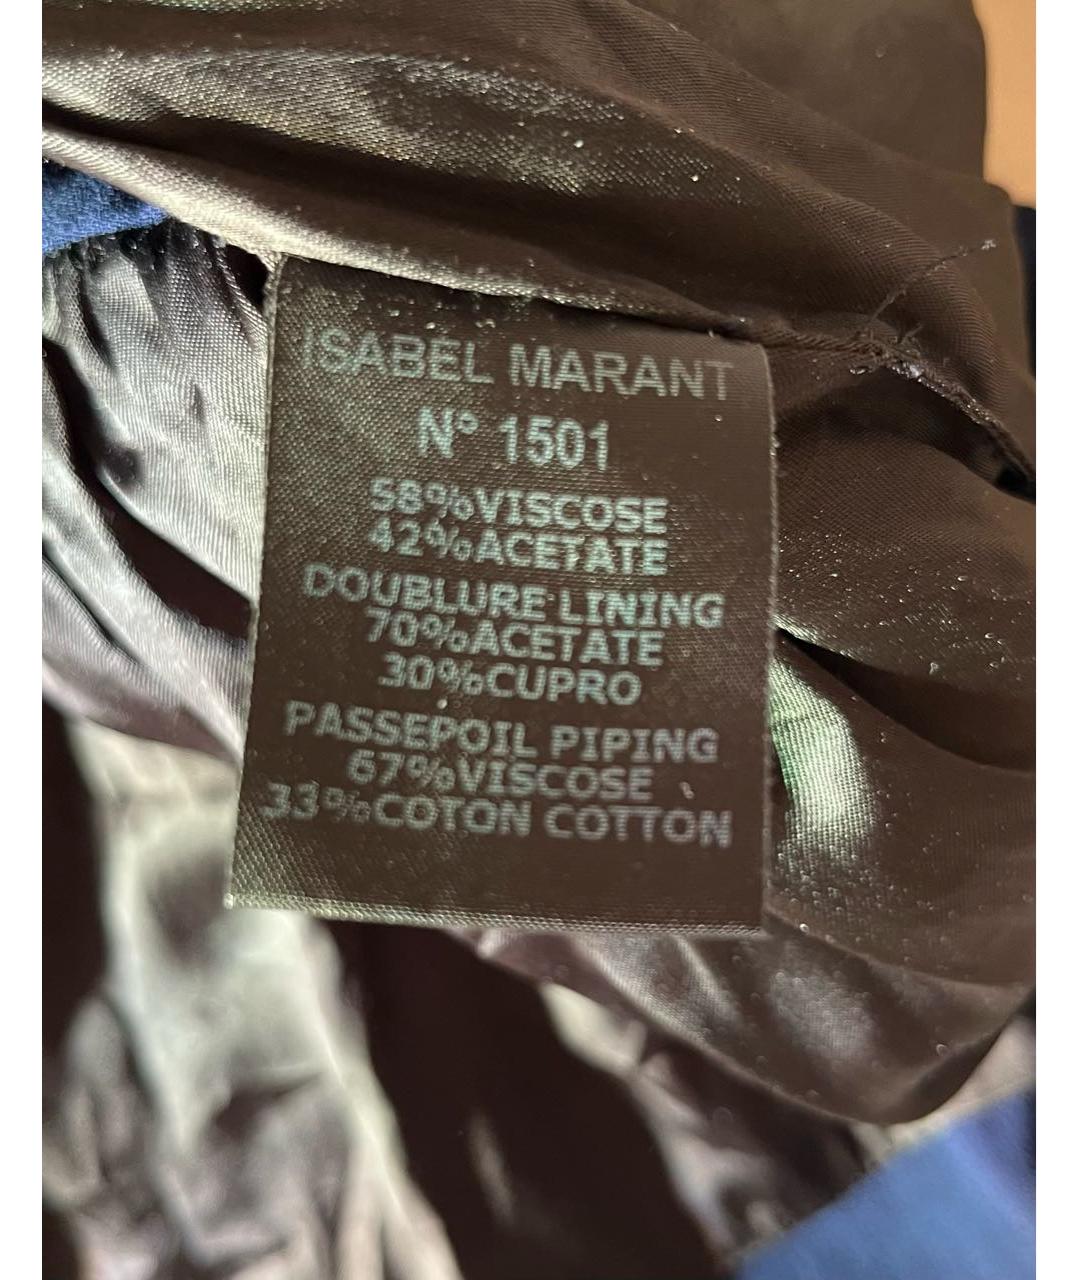 ISABEL MARANT
N° 1501
58%VISCOSE
42%ACETATE
DOUBLURE LINING
70%ACETATE
30%CUPRO
PASSEPOIL PIPING
67%VISCOSE
33%COTON COTTON